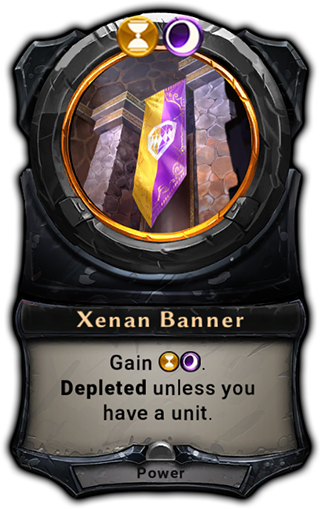 Xenan Banner
Gain .
Depleted unless you
have a unit.
Power